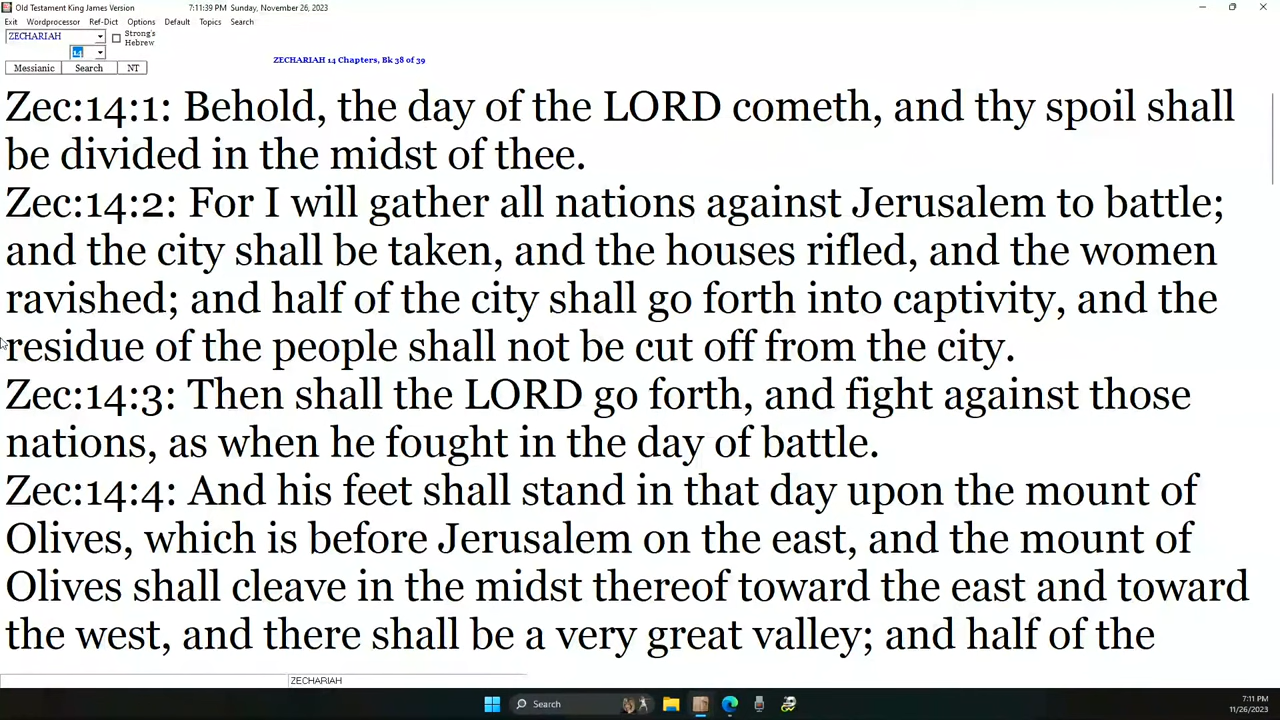 Old Testament King James Version 7:11:39 PM Sunday, November 26, 2023
Exit Wordprocessor Ref-Dict Options Default Topics Search
ZECHARIAH
Strong's
Hebrew
14
ZECHARIAH 14 Chapters, Bk 38 of 39
Messianic Search NT
Zec:14:1: Behold, the day of the LORD cometh, and thy spoil shall
be divided in the midst of thee.
Zec:14:2: For I will gather all nations against Jerusalem to battle;
and the city shall be taken, and the houses rifled, and the women
ravished; and half of the city shall go forth into captivity, and the
residue of the people shall not be cut off from the city.
Zec:14:3: Then shall the LORD go forth, and fight against those
nations, as when he fought in the day of battle.
Zec:14:4: And his feet shall stand in that day upon the mount of
Olives, which is before Jerusalem on the east, and the mount of
Olives shall cleave in the midst thereof toward the east and toward
the west, and there shall be a very great valley; and half of the
ZECHARIAH
Search
7:11 PM
11/26/2023